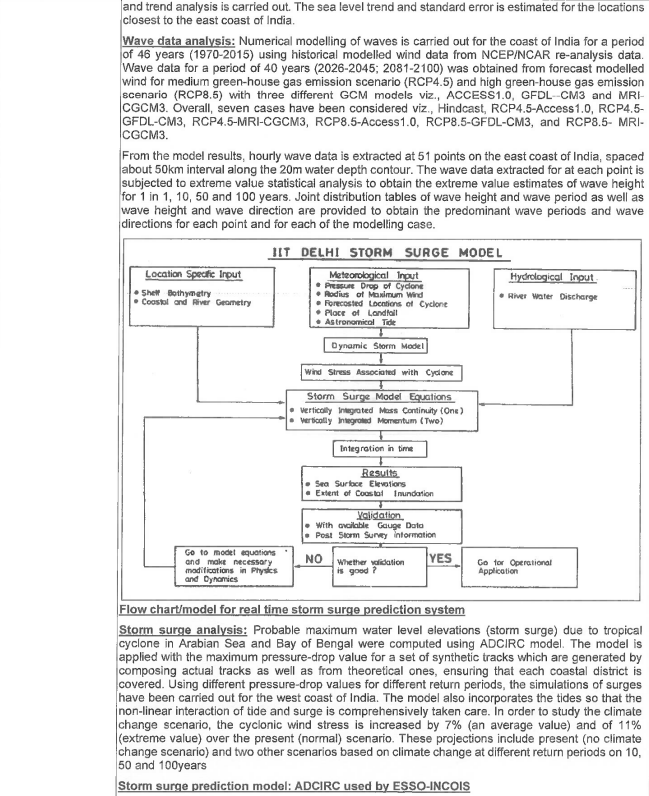 and trend analysis is carried out. The sea level trend and standard error is estimated for the locations
closest to the east coast of India.
Wave data analysis: Numerical modelling of waves is carried out for the coast of India for a period
of 46 years (1970-2015) using historical modelled wind data from NCEP/NCAR re-analysis data.
Wave data for a period of 40 years (2026-2045; 2081-2100) was obtained from forecast modelled
wind for medium green-house gas emission scenario (RCP4.5) and high green-house gas emission
scenario (RCP8.5) with three different GCM models viz., ACCESS1.0, GFDL-CM3 and MRI-
CGCM3. Overall, seven cases have been considered viz., Hindcast, RCP4.5-Access1.0, RCP4.5-
GFDL-CM3, RCP4.5-MRI-CGCM3, RCP8.5-Access1.0, RCP8.5-GFDL-CM3, and RCP8.5- MRI-
CGCM3.
From the model results, hourly wave data is extracted at 51 points on the east coast of India, spaced
about 50km interval along the 20m water depth contour. The wave data extracted for at each point is
subjected to extreme value statistical analysis to obtain the extreme value estimates of wave height
for 1 in 1, 10, 50 and 100 years. Joint distribution tables of wave height and wave period as well as
wave height and wave direction are provided to obtain the predominant wave periods and wave
directions for each point and for each of the modelling case.
IIT DELHI STORM SURGE MODEL
Location Specific Input
• Shelf Bathymetry
• Coastal and River Geometry
Meteorological Input
• Pressure Drop of Cyclone
• Radius of Maximum Wind
• Forecasted Locations of Cyclone
• Place of Landfall
• Astronomical Tide
Hydrological Input
• River Water Discharge
Dynamic Storm Model
Wind Stress Associated with Cyclone
Storm Surge Model Equations
• Vertically Integrated Mass Continuity (One)
• Vertically Integrated Momentum (Two)
Integration in time
Results
• Sea Surface Elevations
• Extent of Coastal Inundation
Validation
• With available Gauge Data
• Post Storm Survey information
Go to model equations
and make necessary
modifications in Physics
and Dynamics
NO
Whether validation
is good ?
YES
Go for Operational
Application
Flow chart/model for real time storm surge prediction system
Storm surge analysis: Probable maximum water level elevations (storm surge) due to tropical
cyclone in Arabian Sea and Bay of Bengal were computed using ADCIRC model. The model is
applied with the maximum pressure-drop value for a set of synthetic tracks which are generated by
composing actual tracks as well as from theoretical ones, ensuring that each coastal district is
covered. Using different pressure-drop values for different return periods, the simulations of surges
have been carried out for the west coast of India. The model also incorporates the tides so that the
non-linear interaction of tide and surge is comprehensively taken care. In order to study the climate
change scenario, the cyclonic wind stress is increased by 7% (an average value) and of 11%
(extreme value) over the present (normal) scenario. These projections include present (no climate
change scenario) and two other scenarios based on climate change at different return periods on 10,
50 and 100years
Storm surge prediction model: ADCIRC used by ESSO-INCOIS